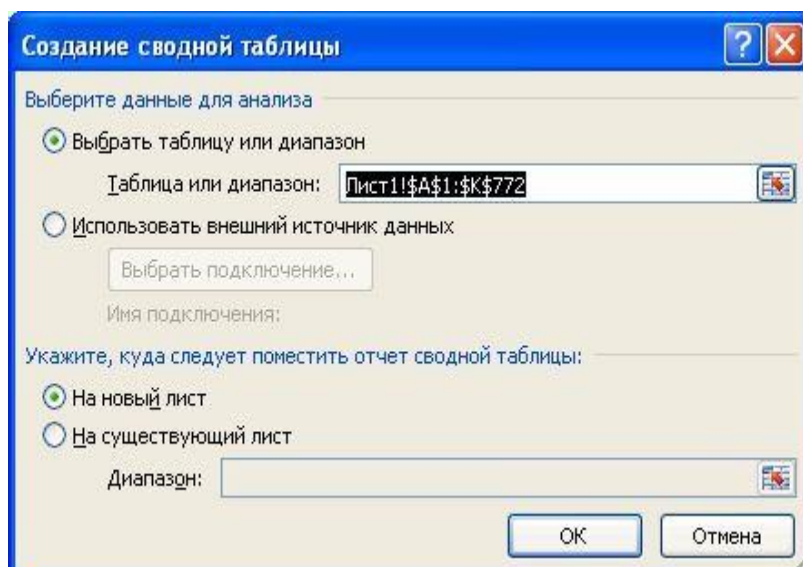 Создание сводной таблицы
Выберите данные для анализа
Выбрать таблицу или диапазон
Таблица или диапазон: Лист1!$A$1:$K$772
Использовать внешний источник данных
Выбрать подключение...
Имя подключения:
Укажите, куда следует поместить отчет сводной таблицы:
На новый лист
На существующий лист
Диапазон:
ОК Отмена